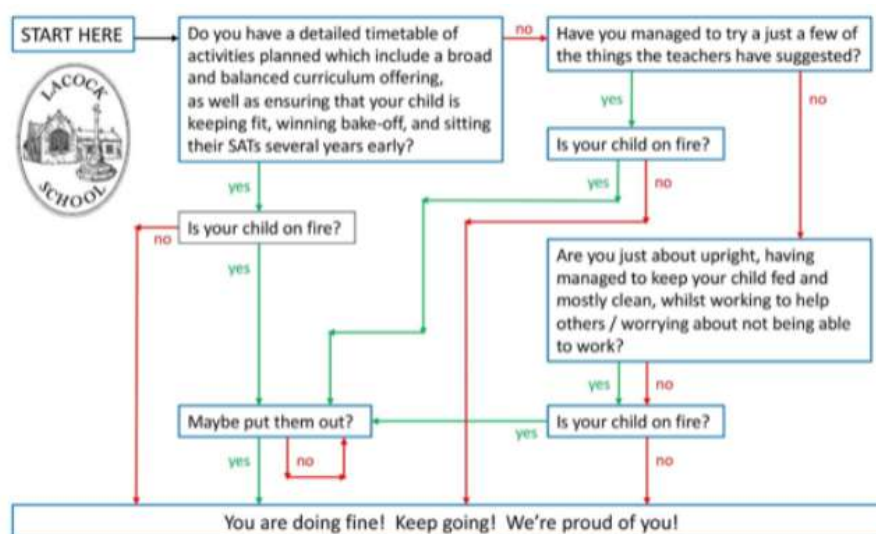 START HERE
Do you have a detailed timetable of
activities planned which include a broad
and balanced curriculum offering,
as well as ensuring that your child is
keeping fit, winning bake-off, and sitting
their SATs several years early?
no
Have you managed to try a just a few of
the things the teachers have suggested?
LACOCK
SCHOOL
yes
no
Is your child on fire?
yes
no
yes
Is your child on fire?
no
yes
Are you just about upright, having
managed to keep your child fed and
mostly clean, whilst working to help
others / worrying about not being able
to work?
yes
no
Maybe put them out?
yes
Is your child on fire?
yes
no
no
You are doing fine! Keep going! We're proud of you!